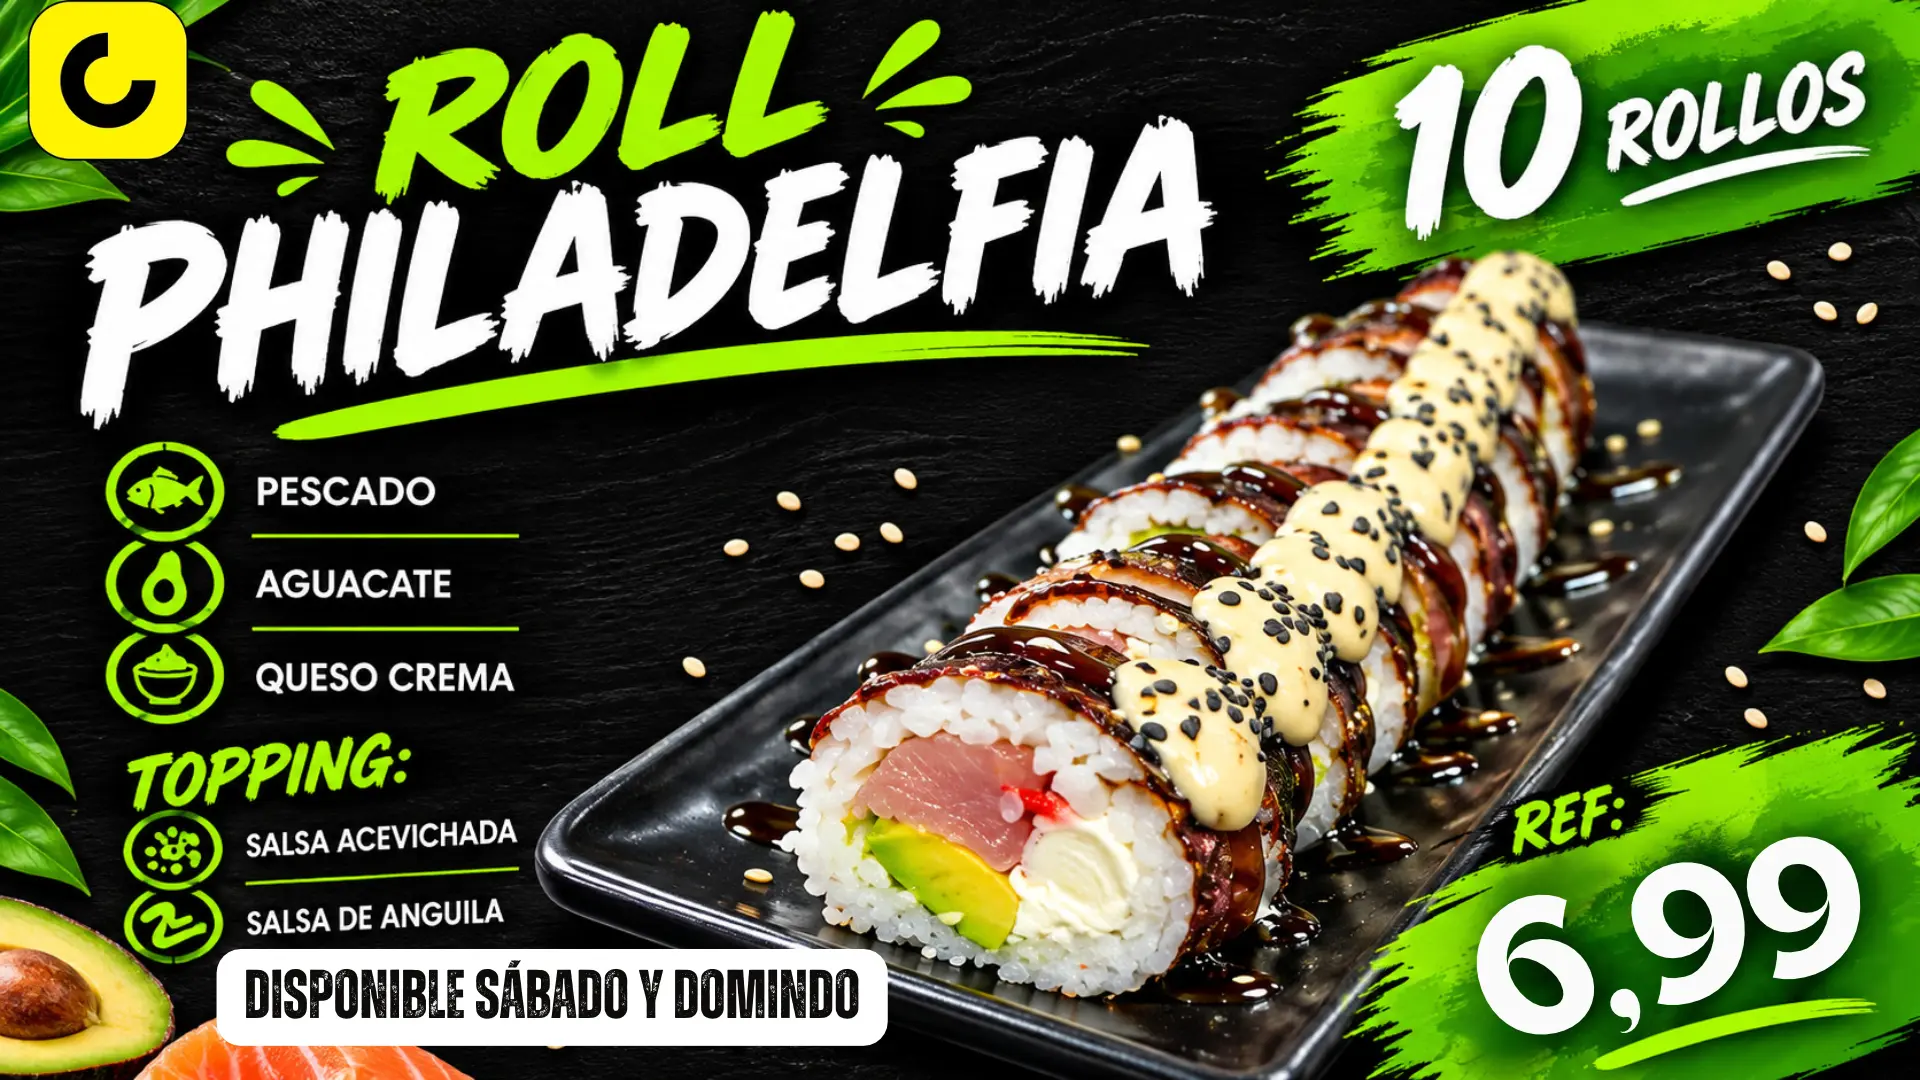 ROLL
PHILADELFIA
10 ROLLOS
PESCADO
AGUACATE
QUESO CREMA
TOPPING:
SALSA ACEVICHADA
SALSA DE ANGUILA
DISPONIBLE SÁBADO Y DOMINDO
REF:
6,99